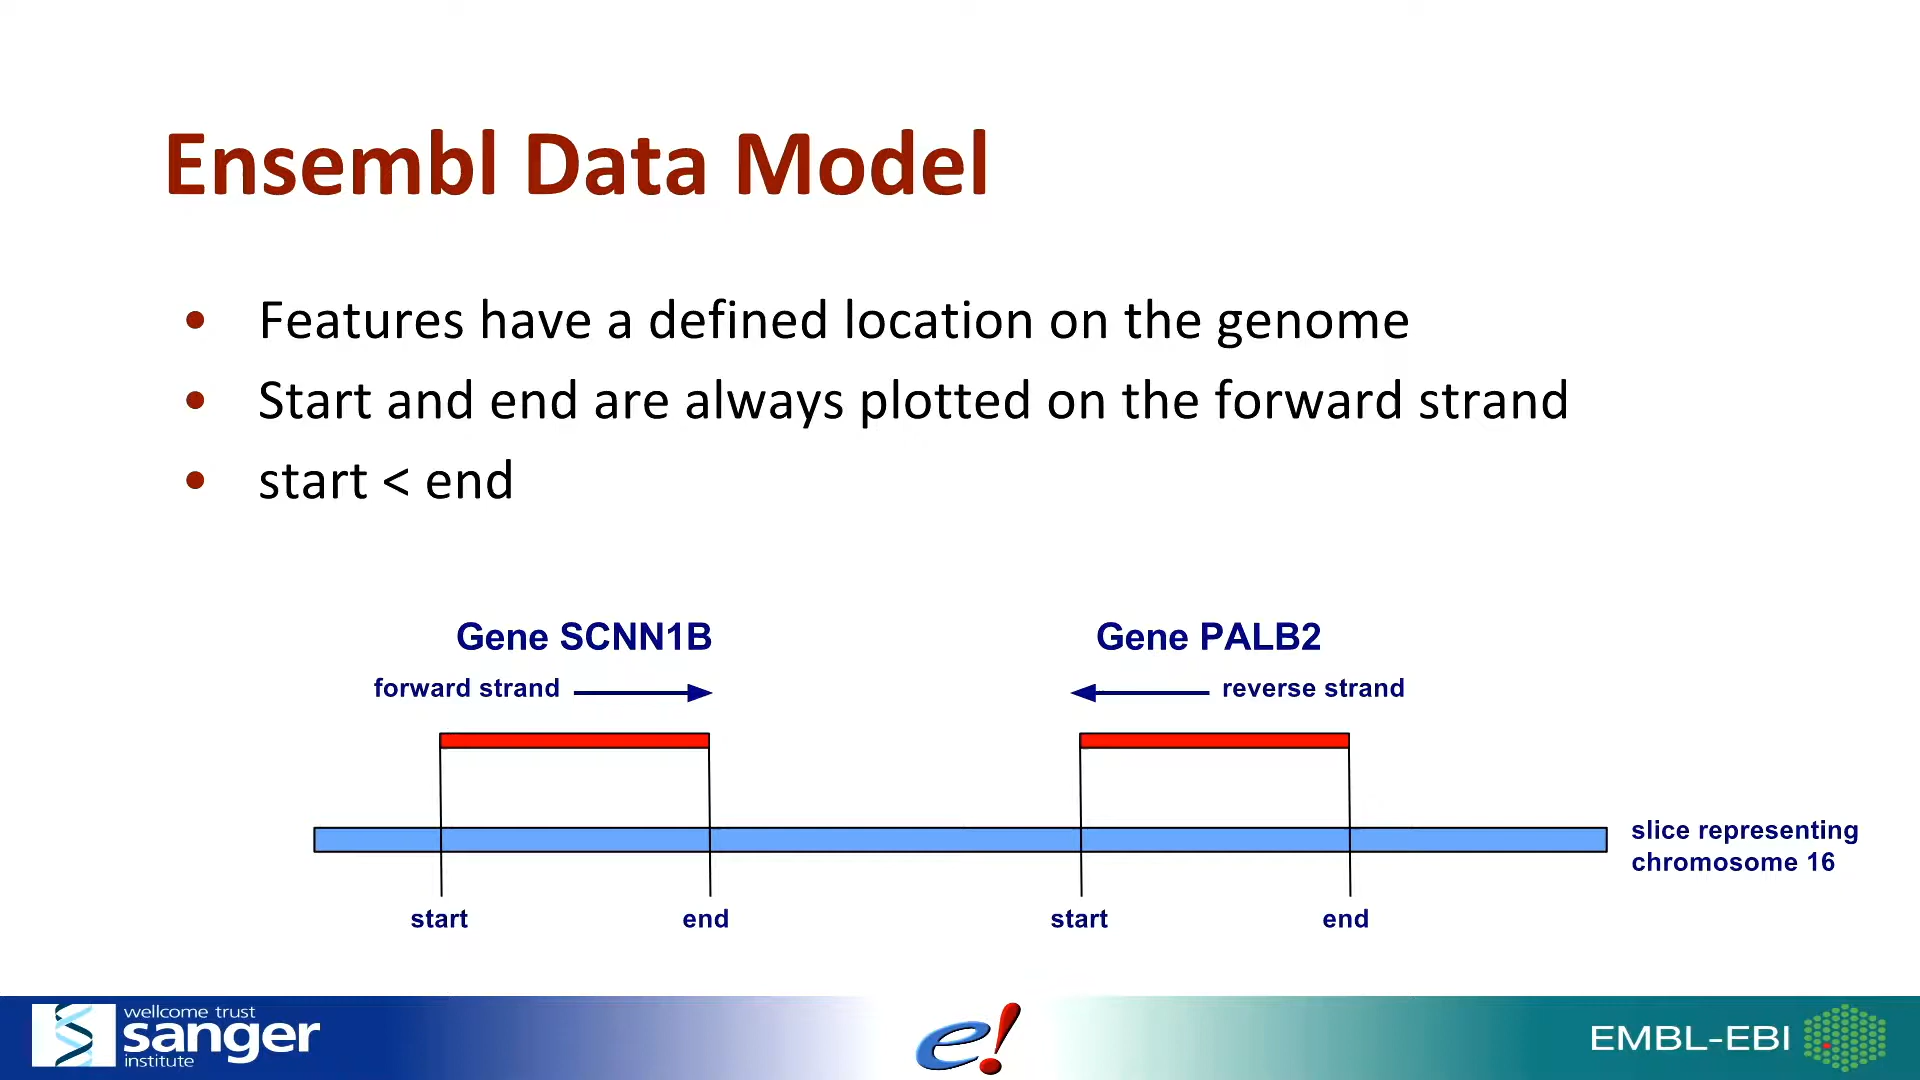 Ensembl Data Model
• Features have a defined location on the genome
• Start and end are always plotted on the forward strand
• start < end
Gene SCNN1B
Gene PALB2
forward strand
reverse strand
slice representing
chromosome 16
start
end
start
end
wellcome trust
sanger
institute
e!
EMBL-EBI